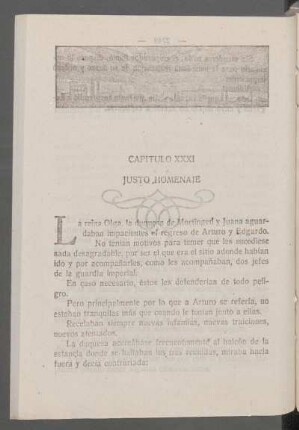 CAPITULO XXXI
JUSTO HOMENAJE
La reina Olga, la duquesa de y Juana aguar-
daban impacientes el regreso de Arturo y Edgardo.
No tenían motivos para temer que les sucediese
nada desagradable, por ser el que era el sitio adonde habían
ido y por acompañarles, como les acompañaban, dos jefes
de la guardia imperial.
En caso necesario, éstos les defenderían de todo peli-
gro.
Pero principalmente por lo que a Arturo se refería, no
estaban tranquilas más que cuando le tenían junto a ellas.
Recelaban siempre nuevas infamias, nuevas traiciones,
nuevos atentados.
La duquesa frecuentemente al balcón de la
estancia donde se hallaban las tres reunidas, miraba hacia
fuera y decía contrariada: